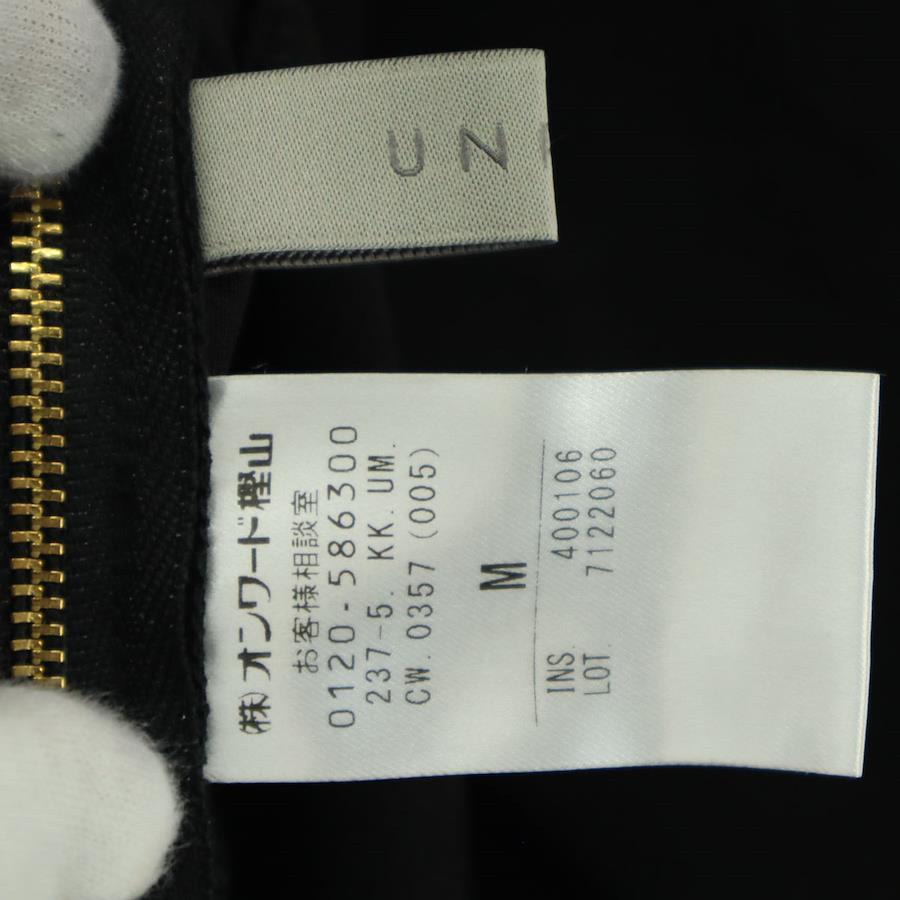 UN
(株)オンワード樫山
お客様相談室
0120-586300
237-5. KK. UM.
CW. 0357 (005)
M
INS. 400106
LOT. 7122060